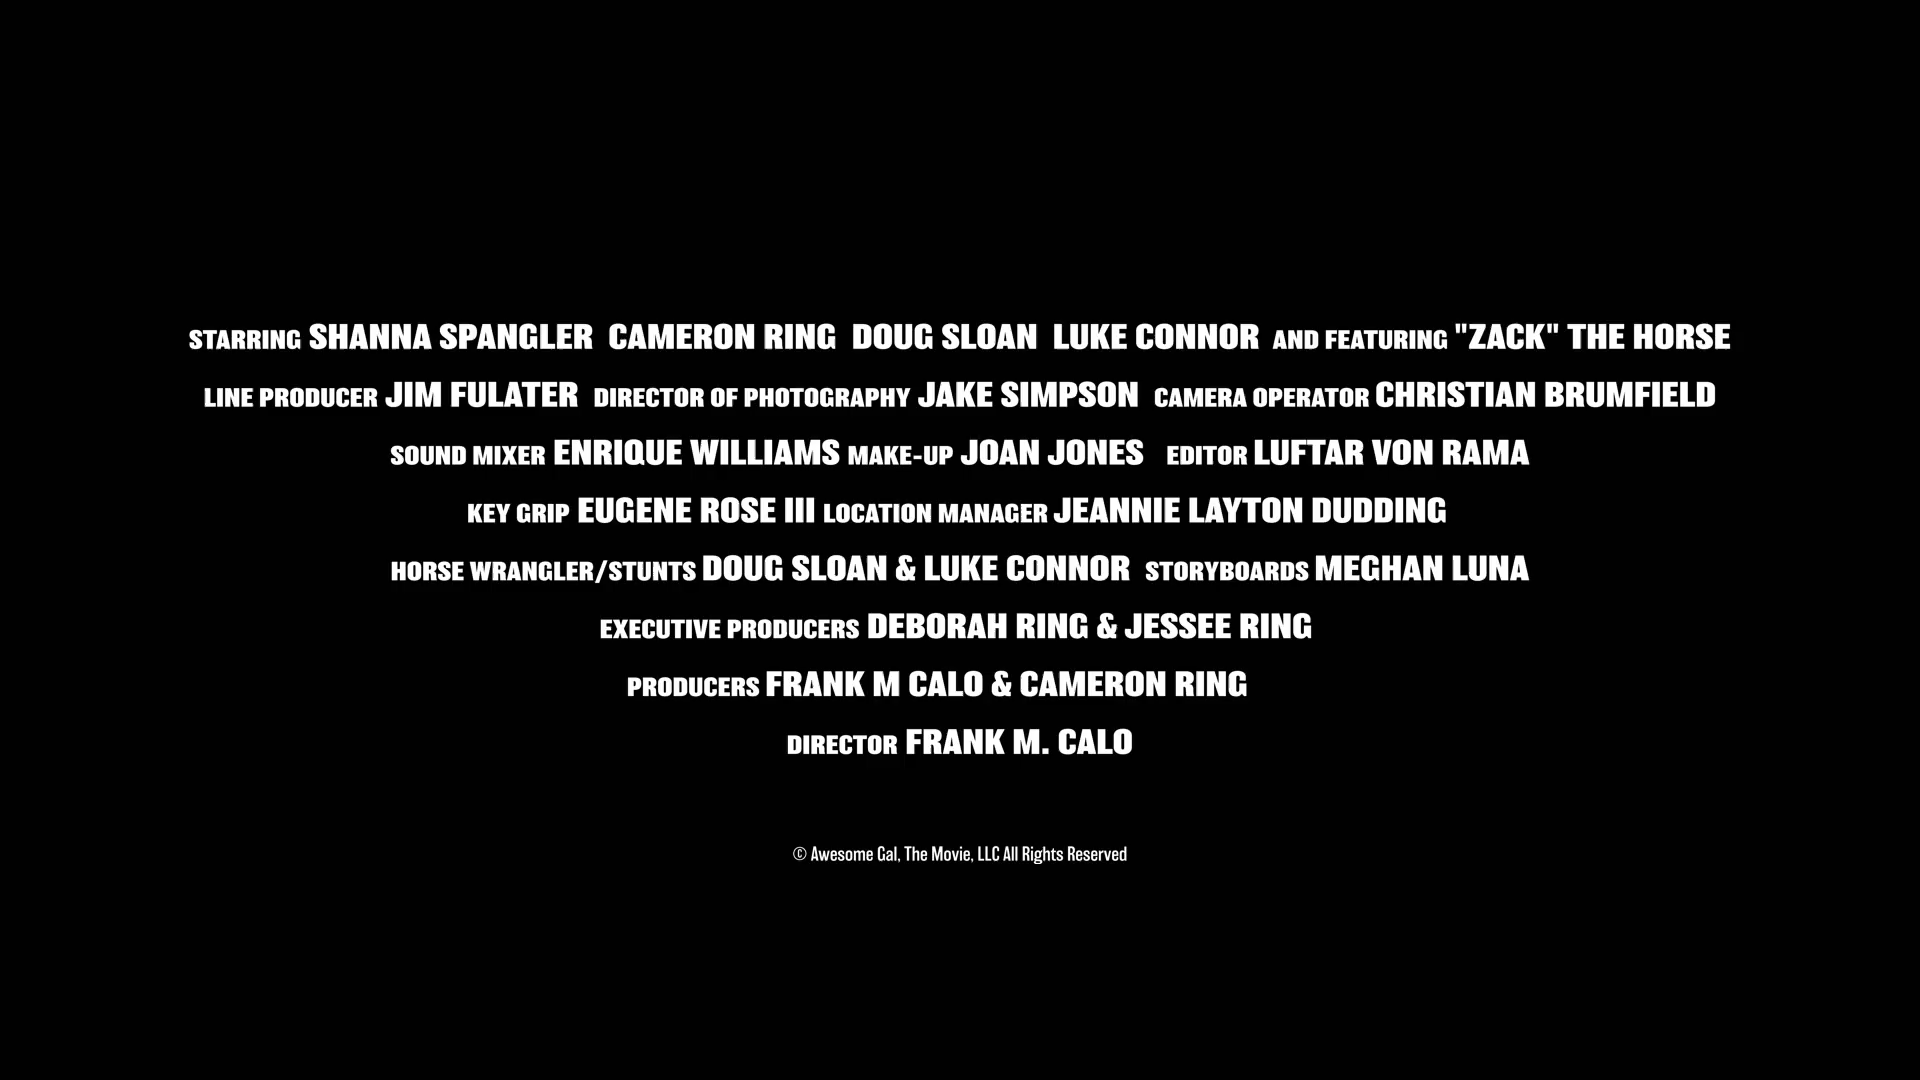 STARRING SHANNA SPANGLER CAMERON RING DOUG SLOAN LUKE CONNOR AND FEATURING "ZACK" THE HORSE
LINE PRODUCER JIM FULATER DIRECTOR OF PHOTOGRAPHY JAKE SIMPSON CAMERA OPERATOR CHRISTIAN BRUMFIELD
SOUND MIXER ENRIQUE WILLIAMS MAKE-UP JOAN JONES EDITOR LUFTAR VON RAMA
KEY GRIP EUGENE ROSE III LOCATION MANAGER JEANNIE LAYTON DUDDING
HORSE WRANGLER/STUNTS DOUG SLOAN & LUKE CONNOR STORYBOARDS MEGHAN LUNA
EXECUTIVE PRODUCERS DEBORAH RING & JESSEE RING
PRODUCERS FRANK M CALO & CAMERON RING
DIRECTOR FRANK M. CALO
© Awesome Gal, The Movie, LLC All Rights Reserved